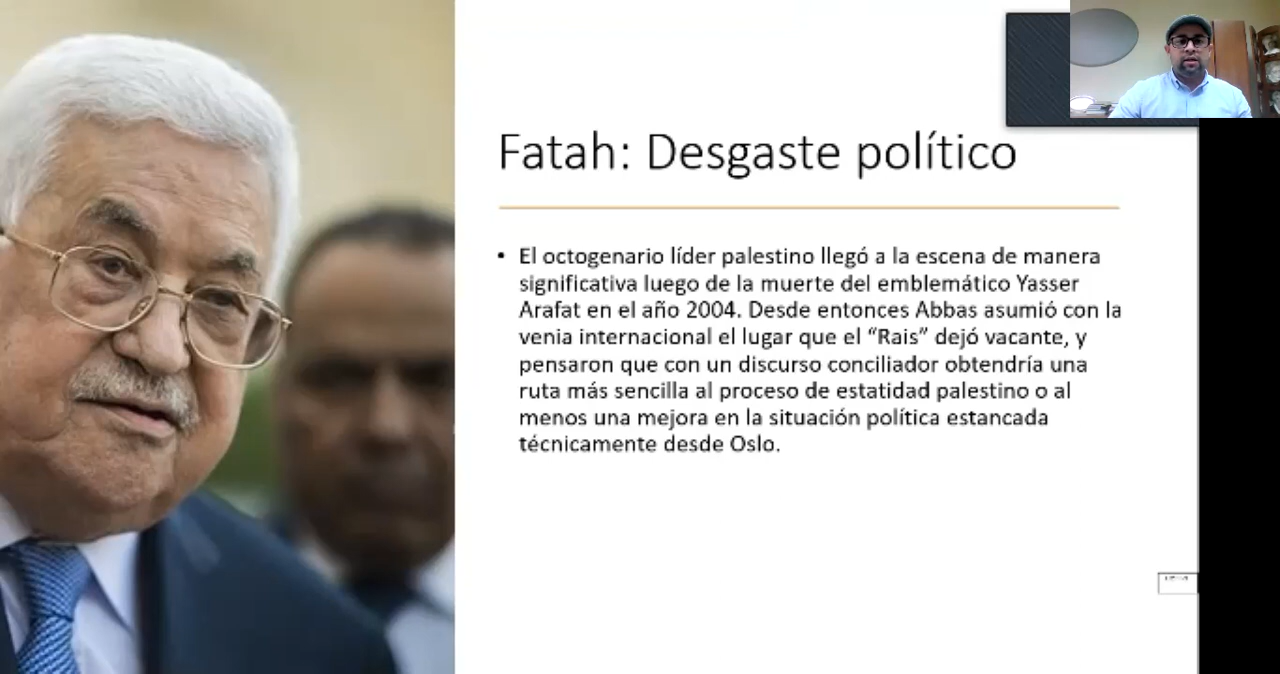 Fatah: Desgaste político
• El octogenario líder palestino llegó a la escena de manera
significativa luego de la muerte del emblemático Yasser
Arafat en el año 2004. Desde entonces Abbas asumió con la
venia internacional el lugar que el “Rais” dejó vacante, y
pensaron que con un discurso conciliador obtendría una
ruta más sencilla al proceso de estatidad palestino o al
menos una mejora en la situación política estancada
técnicamente desde Oslo.